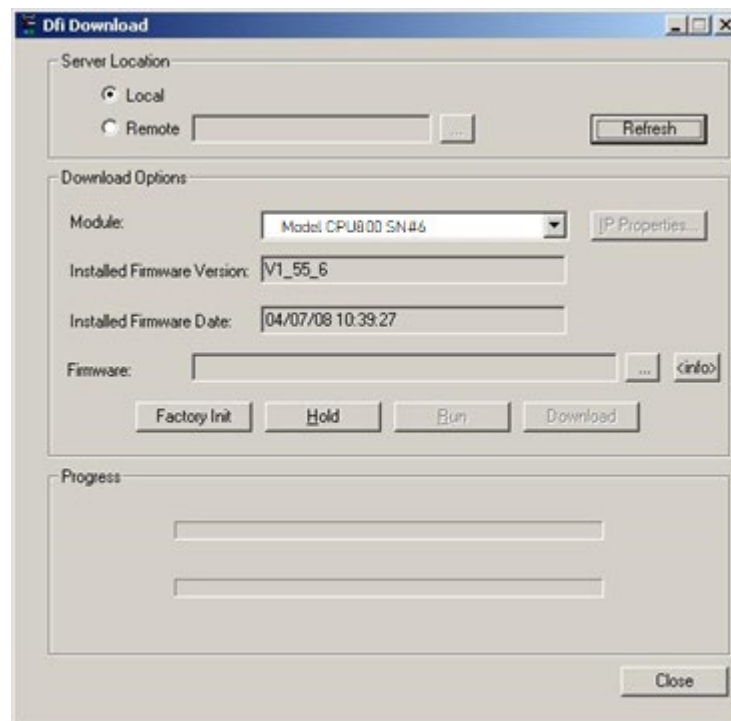 Dfi Download
Server Location
Local
Remote ... Refresh
Download Options
Module: Model CPU800 SN#6 IP Properties...
Installed Firmware Version: V1_55_6
Installed Firmware Date: 04/07/08 10:39:27
Firmware: ... <info>
Factory Init Hold Run Download
Progress
Close